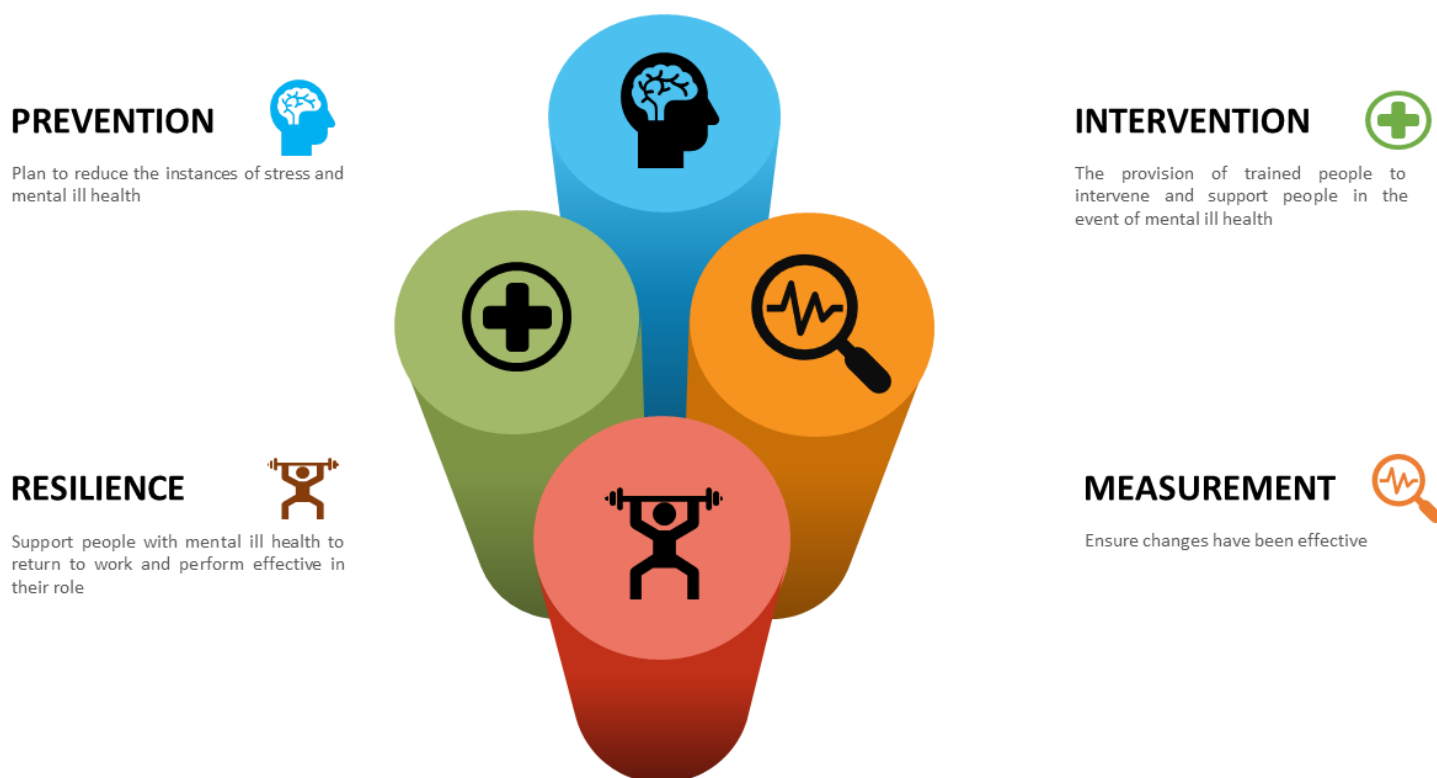 PREVENTION
Plan to reduce the instances of stress and
mental ill health
INTERVENTION
The provision of trained people to
intervene and support people in the
event of mental ill health
RESILIENCE
Support people with mental ill health to
return to work and perform effective in
their role
MEASUREMENT
Ensure changes have been effective